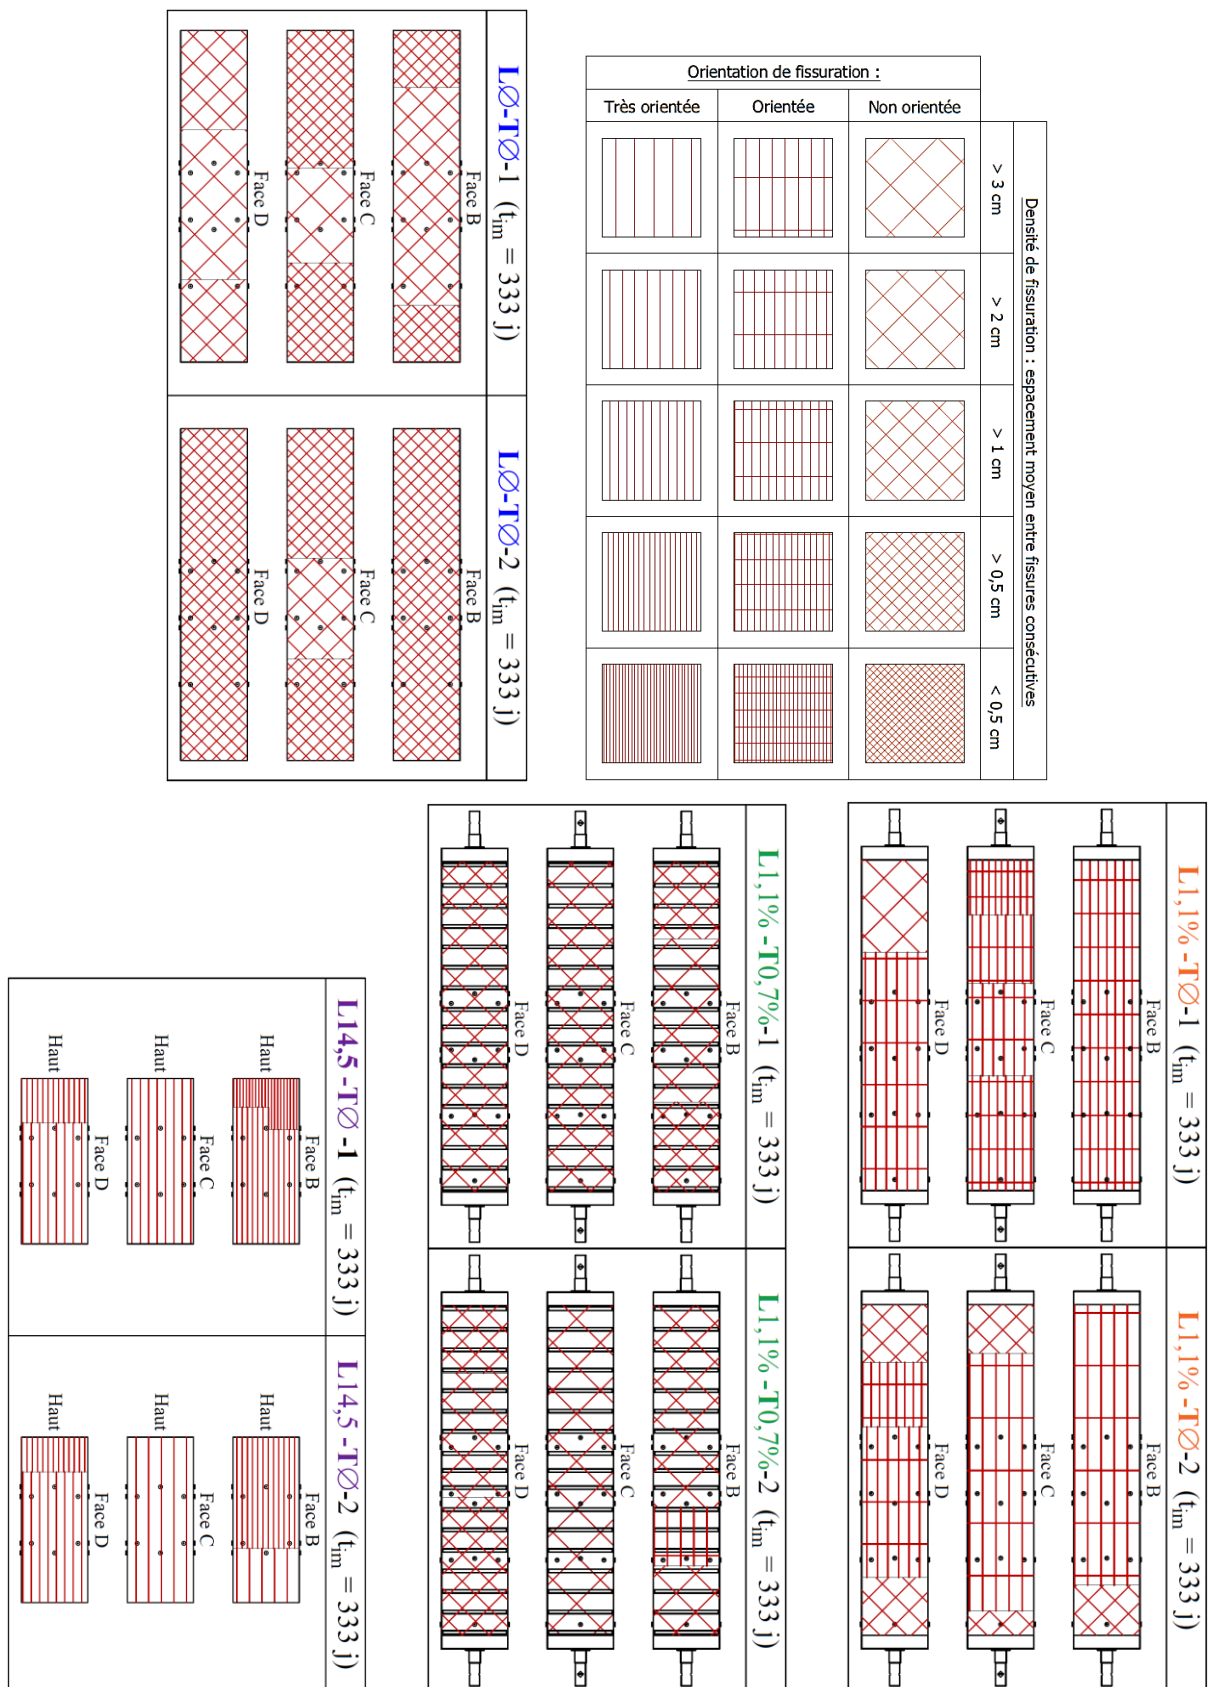 Orientation de fissuration :
Très orientée
Orientée
Non orientée
Densité de fissuration : espacement moyen entre fissures consécutives
> 3 cm
> 2 cm
> 1 cm
> 0,5 cm
< 0,5 cm
LØ-TØ-1 (tim = 333 j)
Face B
Face C
Face D
LØ-TØ-2 (tim = 333 j)
Face B
Face C
Face D
L1,1% -TØ-1 (tim = 333 j)
Face B
Face C
Face D
L1,1% -TØ-2 (tim = 333 j)
Face B
Face C
Face D
L1,1% -T0,7%-1 (tim = 333 j)
Face B
Face C
Face D
L1,1% -T0,7%-2 (tim = 333 j)
Face B
Face C
Face D
L14,5 -TØ -1 (tim = 333 j)
Haut
Face B
Haut
Face C
Haut
Face D
L14,5 -TØ-2 (tim = 333 j)
Haut
Face B
Haut
Face C
Haut
Face D